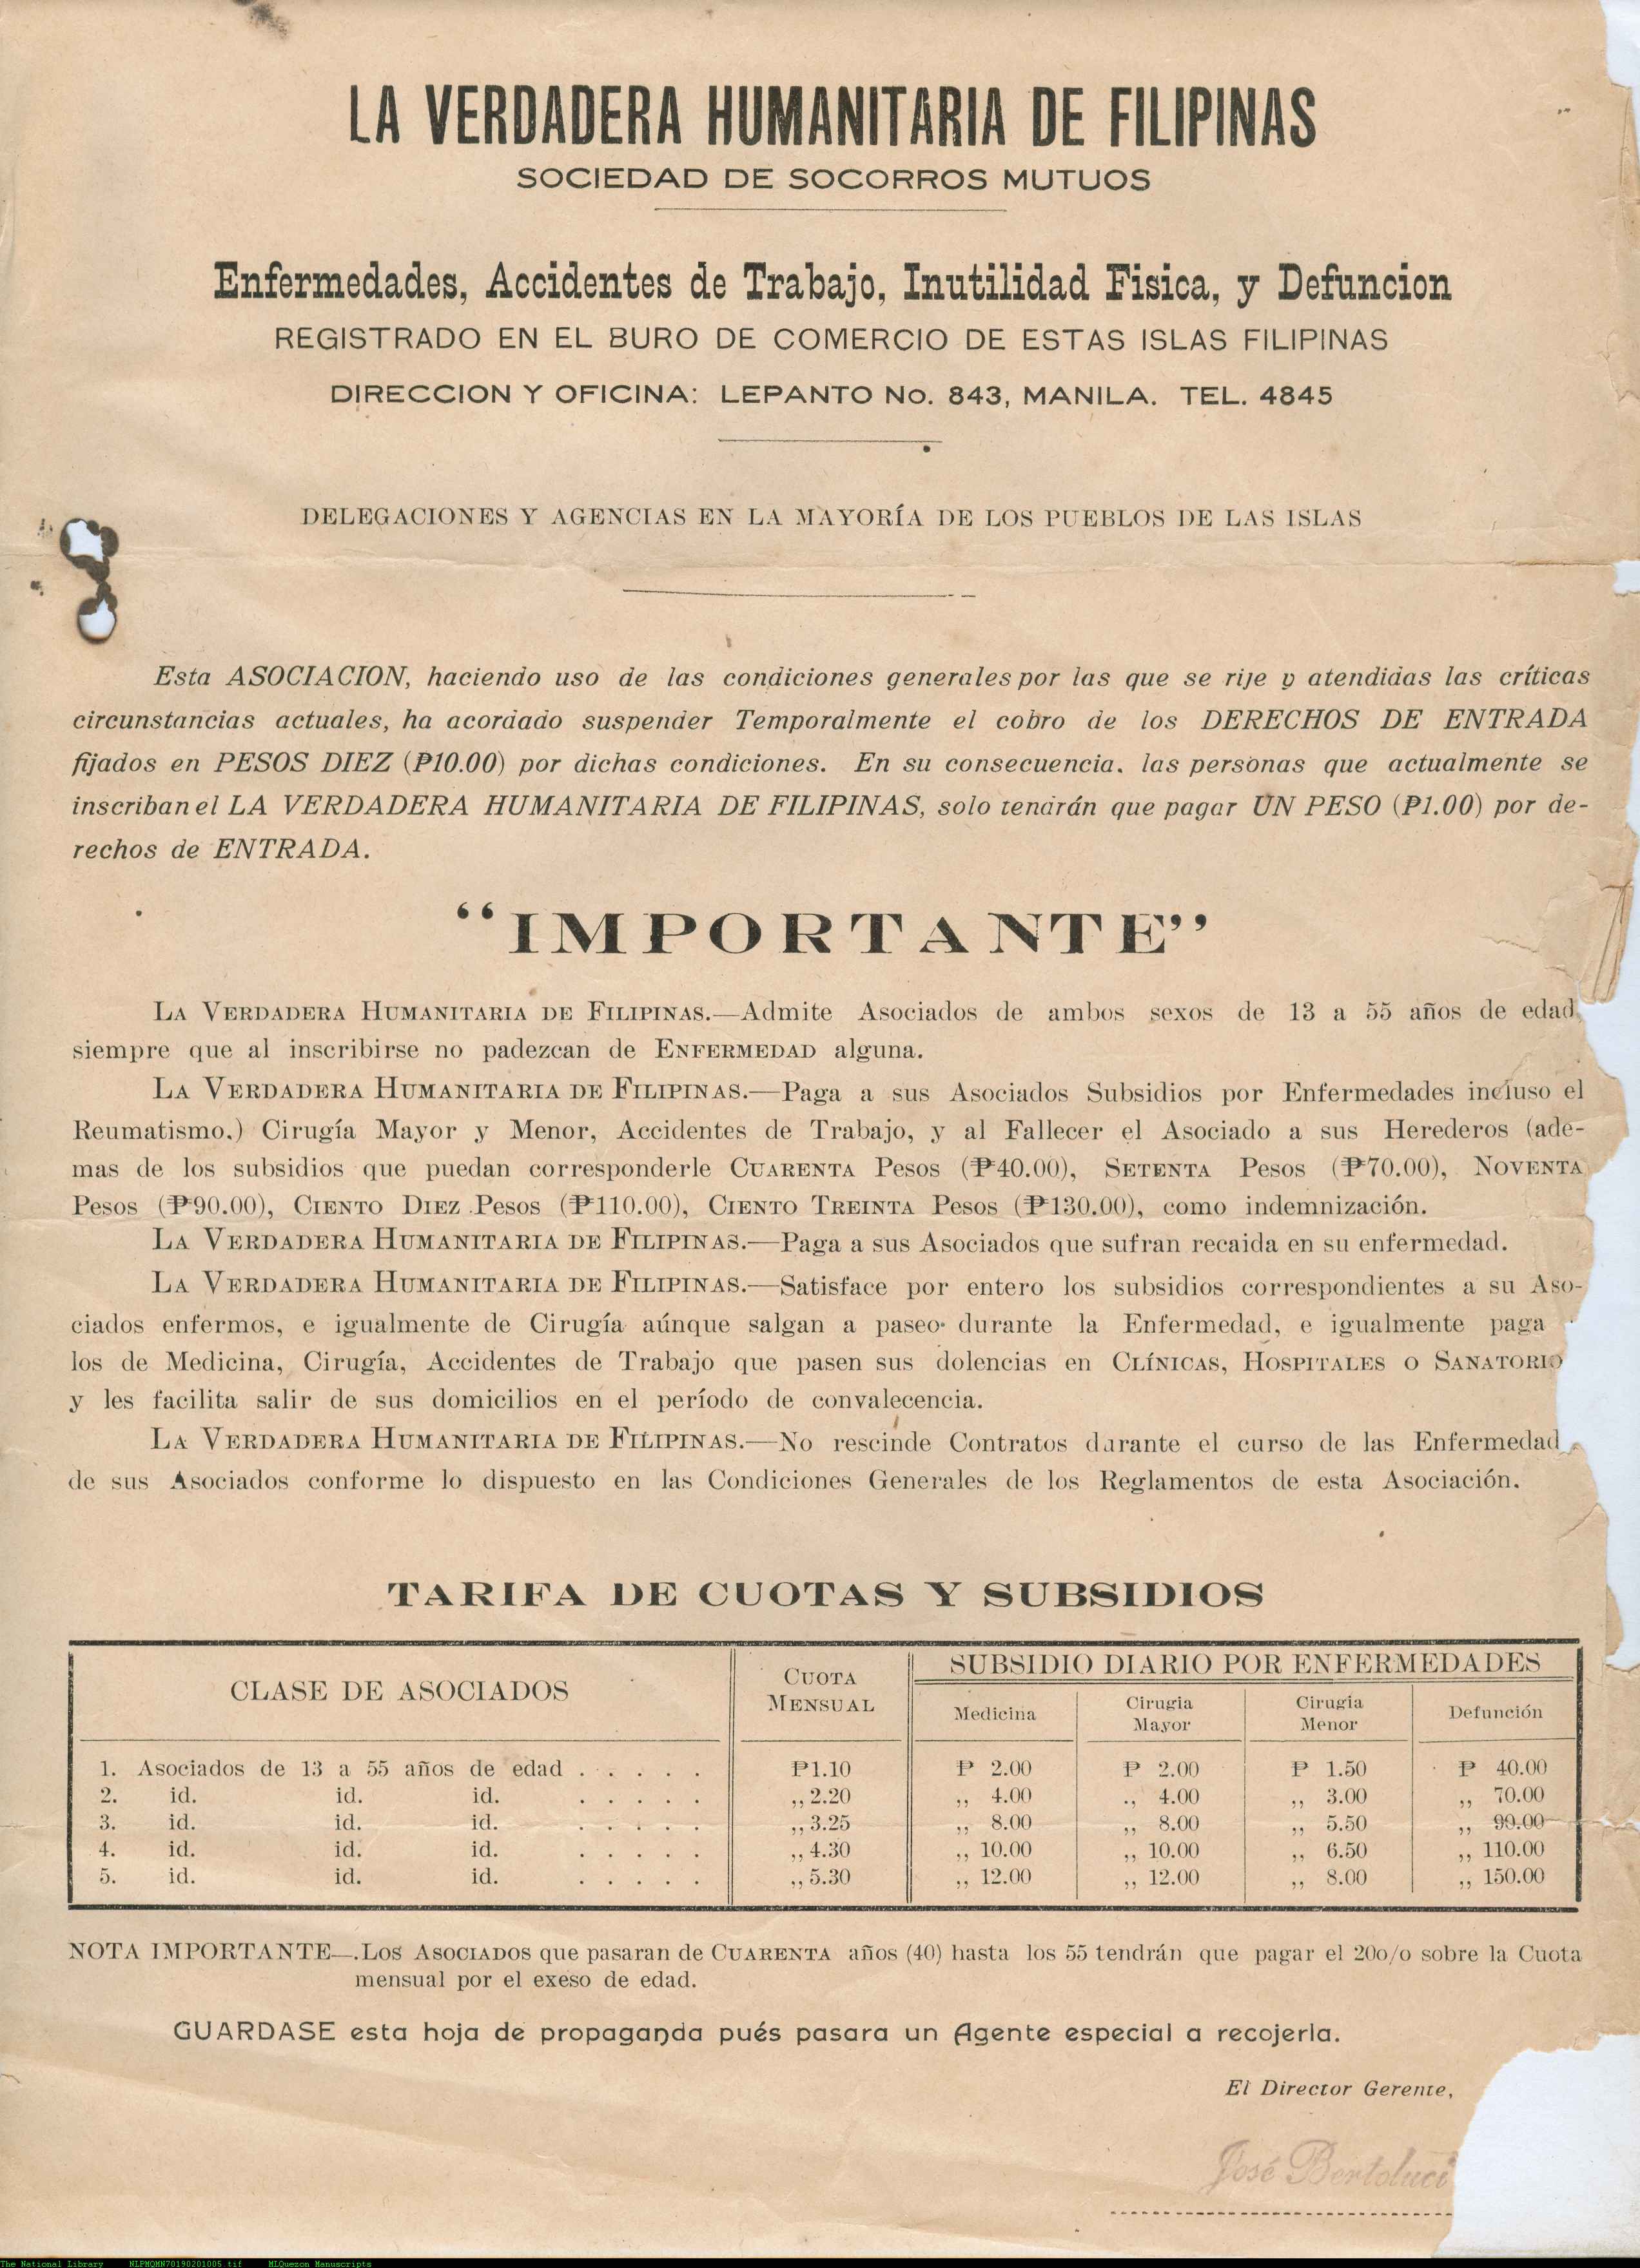 LA VERDADERA HUMANITARIA DE FILIPINAS
SOCIEDAD DE SOCORROS MUTUOS
Enfermedades, Accidentes de Trabajo, Inutilidad Fisica, y Defuncion
REGISTRADO EN EL BURO DE COMERCIO DE ESTAS ISLAS FILIPINAS
DIRECCION Y OFICINA: LEPANTO No. 843, MANILA. TEL. 4845
DELEGACIONES Y AGENCIAS EN LA MAYORÍA DE LOS PUEBLOS DE LAS ISLAS
Esta ASOCIACION, haciendo uso de las condiciones generales por las que se rije y atendidas las críticas
circunstancias actuales, ha acordado suspender Temporalmente el cobro de los DERECHOS DE ENTRADA
fijados en PESOS DIEZ (₱10.00) por dichas condiciones. En su consecuencia. las personas que actualmente se
inscriban el LA VERDADERA HUMANITARIA DE FILIPINAS, solo tendrán que pagar UN PESO (₱1.00) por de-
rechos de ENTRADA.
“IMPORTANTE”
LA VERDADERA HUMANITARIA DE FILIPINAS.—Admite Asociados de ambos sexos de 13 a 55 años de edad
siempre que al inscribirse no padezcan de ENFERMEDAD alguna.
LA VERDADERA HUMANITARIA DE FILIPINAS.—Paga a sus Asociados Subsidios por Enfermedades incluso el
Reumatismo.) Cirugía Mayor y Menor, Accidentes de Trabajo, y al Fallecer el Asociado a sus Herederos (ade-
mas de los subsidios que puedan corresponderle CUARENTA Pesos (₱40.00), SETENTA Pesos (₱70.00), NOVENTA
Pesos (₱90.00), CIENTO DIEZ Pesos (₱110.00), CIENTO TREINTA Pesos (₱130.00), como indemnización.
LA VERDADERA HUMANITARIA DE FILIPINAS.—Paga a sus Asociados que sufran recaida en su enfermedad.
LA VERDADERA HUMANITARIA DE FILIPINAS.—Satisface por entero los subsidios correspondientes a su Aso-
ciados enfermos, e igualmente de Cirugía aúnque salgan a paseo durante la Enfermedad, e igualmente paga
los de Medicina, Cirugía, Accidentes de Trabajo que pasen sus dolencias en CLÍNICAS, HOSPITALES O SANATORIO
y les facilita salir de sus domicilios en el período de convalecencia.
LA VERDADERA HUMANITARIA DE FILIPINAS.—No rescinde Contratos durante el curso de las Enfermedad
de sus Asociados conforme lo dispuesto en las Condiciones Generales de los Reglamentos de esta Asociación.
TARIFA DE CUOTAS Y SUBSIDIOS
CLASE DE ASOCIADOS
CUOTA
MENSUAL
SUBSIDIO DIARIO POR ENFERMEDADES
Medicina
Cirugia
Mayor
Cirugía
Menor
Defunción
1. Asociados de 13 a 55 años de edad . . . . . ₱1.10 ₱ 2.00 ₱ 2.00 ₱ 1.50 ₱ 40.00
2. id. id. id. . . . . . ,, 2.20 ,, 4.00 ., 4.00 ,, 3.00 ,, 70.00
3. id. id. id. . . . . . ,, 3.25 ,, 8.00 ,, 8.00 ,, 5.50 ,, 99.00
4. id. id. id. . . . . . ,, 4.30 ,, 10.00 ,, 10.00 ,, 6.50 ,, 110.00
5. id. id. id. . . . . . ,, 5.30 ,, 12.00 ,, 12.00 ,, 8.00 ,, 150.00
NOTA IMPORTANTE—.LOS ASOCIADOS que pasaran de CUARENTA años (40) hasta los 55 tendrán que pagar el 20o/o sobre la Cuota
mensual por el exeso de edad.
GUARDASE esta hoja de propaganda pués pasara un Agente especial a recojerla.
El Director Gerente,
José Bertoluci
The National Library NLPMQMN70190201005.tif MLQuezon Manuscripts